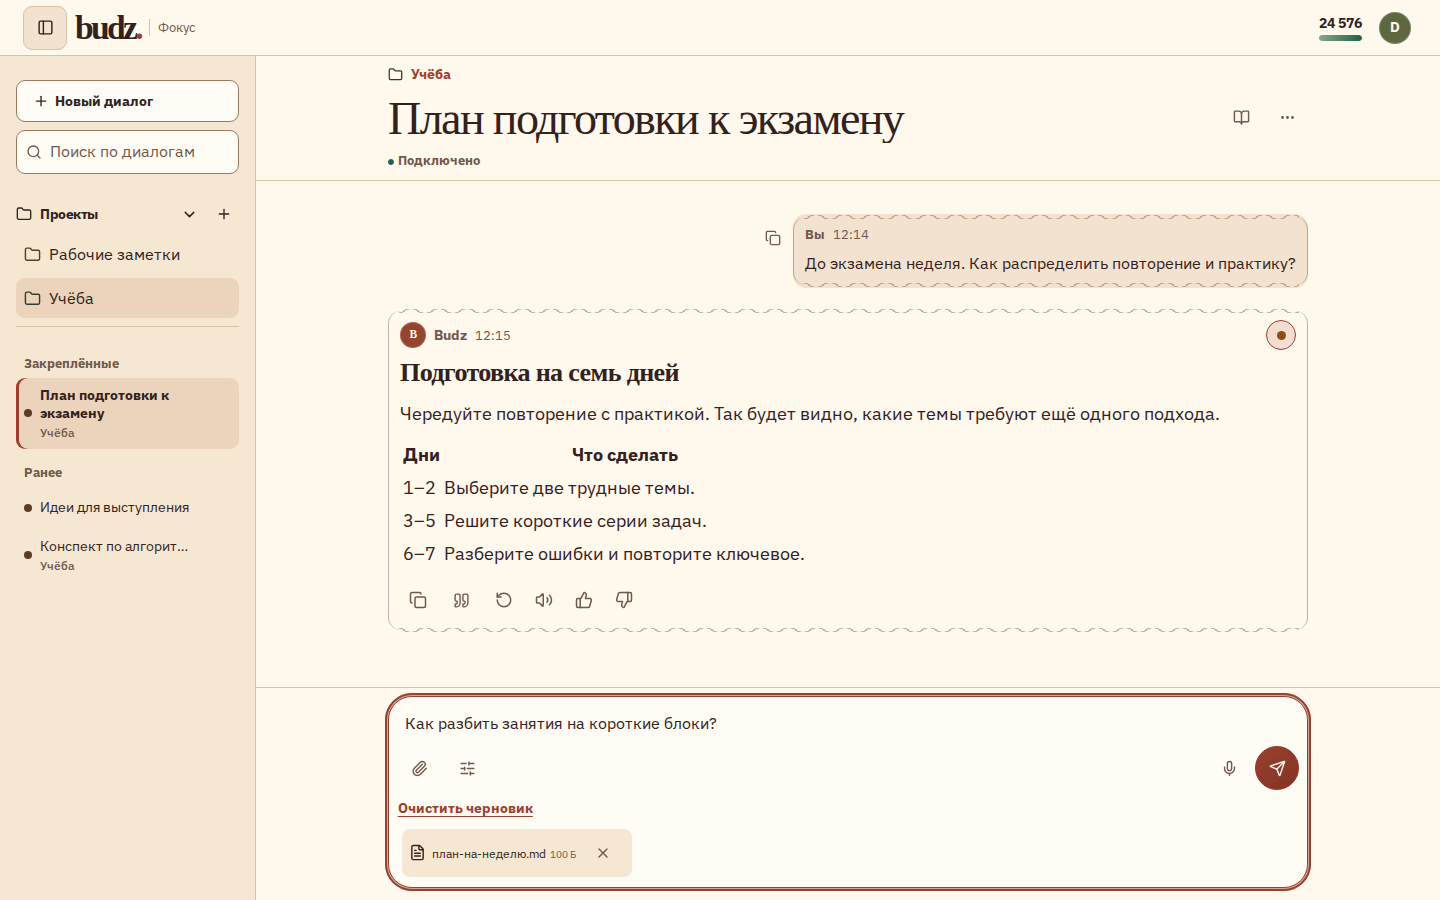 budz.
Фокус
24 576
D
Новый диалог
Поиск по диалогам
Проекты
Рабочие заметки
Учёба
Закреплённые
План подготовки к
экзамену
Учёба
Ранее
Идеи для выступления
Конспект по алгорит...
Учёба
Учёба
План подготовки к экзамену
Подключено
Вы 12:14
До экзамена неделя. Как распределить повторение и практику?
B Budz 12:15
Подготовка на семь дней
Чередуйте повторение с практикой. Так будет видно, какие темы требуют ещё одного подхода.
Дни Что сделать
1–2 Выберите две трудные темы.
3–5 Решите короткие серии задач.
6–7 Разберите ошибки и повторите ключевое.
Как разбить занятия на короткие блоки?
Очистить черновик
план-на-неделю.md 100 Б